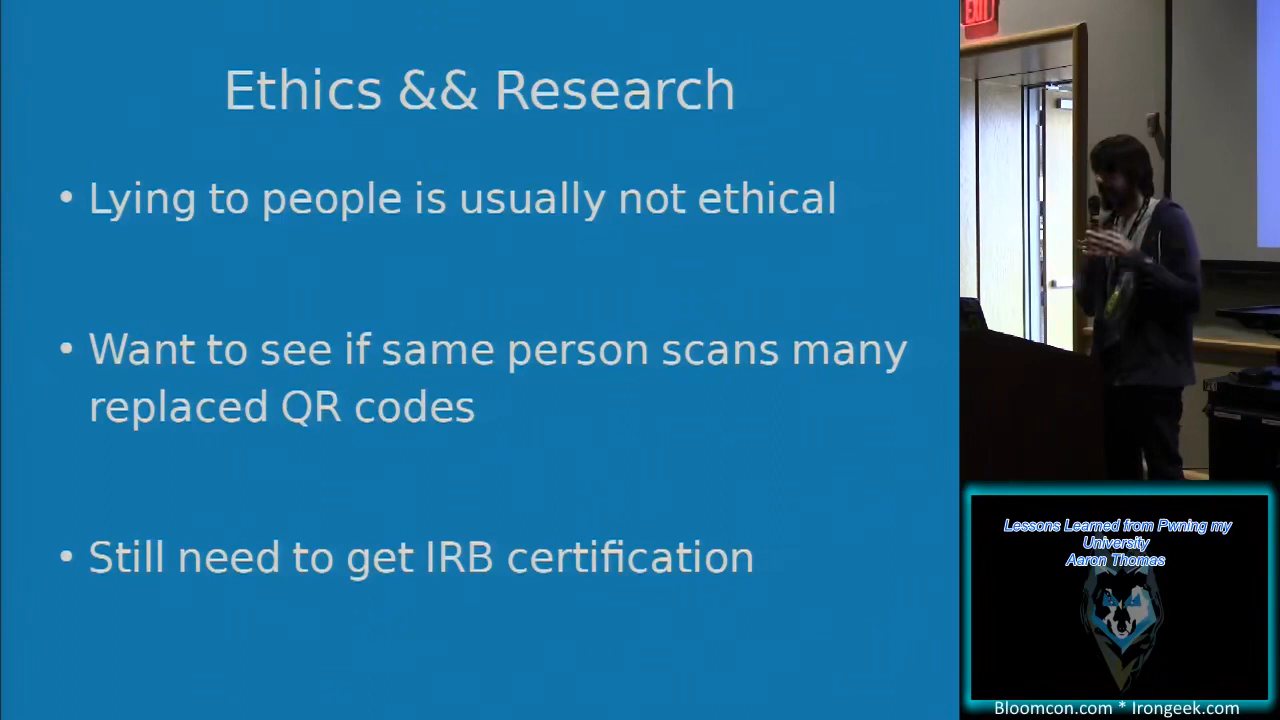 Ethics && Research
• Lying to people is usually not ethical
• Want to see if same person scans many
replaced QR codes
• Still need to get IRB certification
EXIT
Lessons Learned from Pwning my
University
Aaron Thomas
Bloomcon.com * Irongeek.com